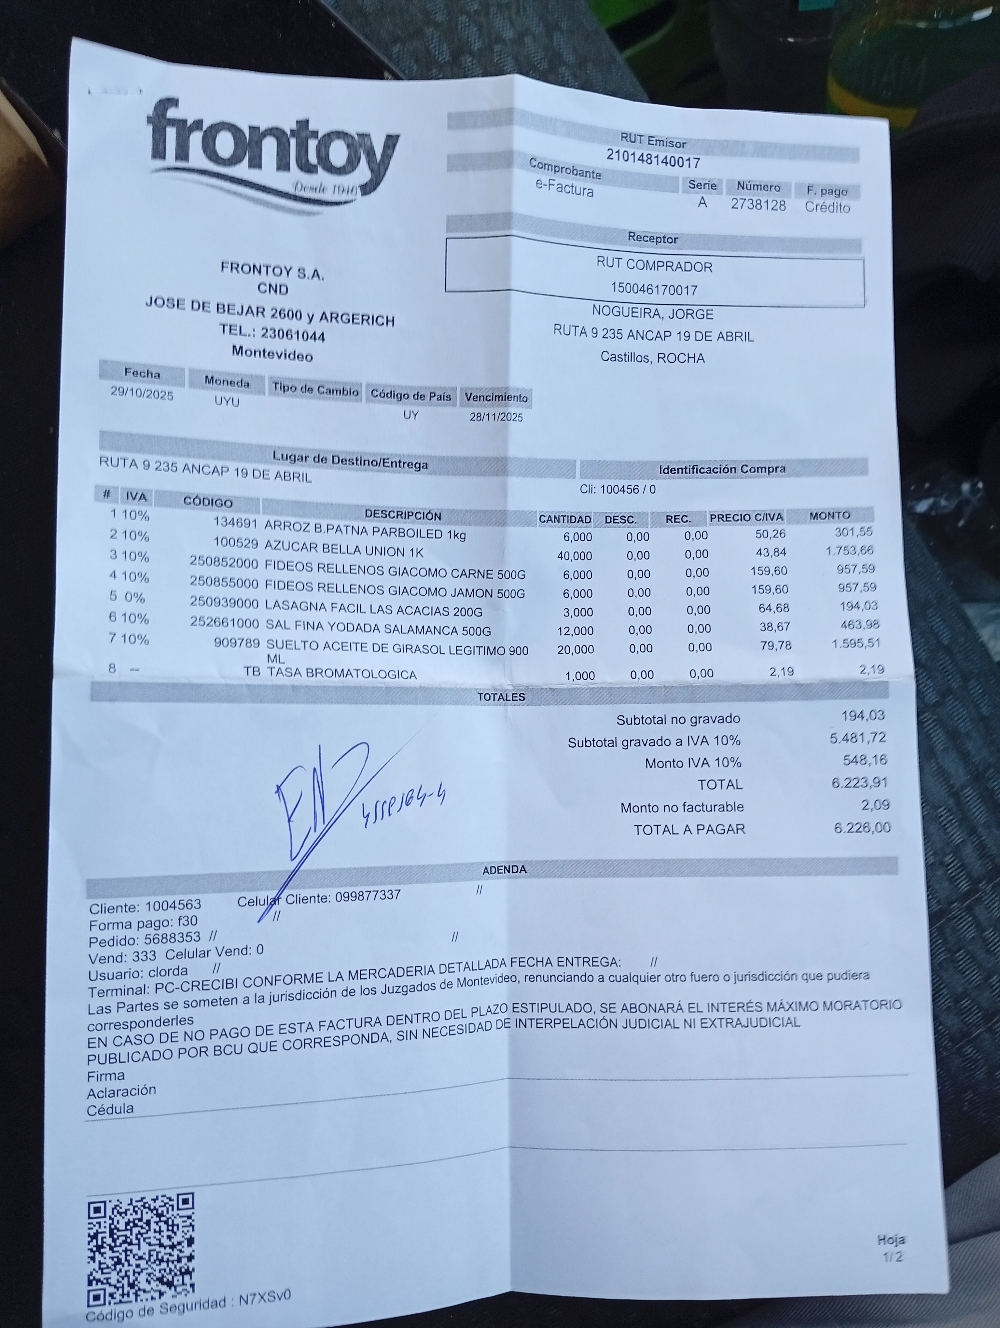 frontoy
Desde 1940
RUT Emisor
210148140017
Comprobante Serie Número F. pago
e-Factura A 2738128 Crédito
Receptor
RUT COMPRADOR
150046170017
NOGUEIRA, JORGE
RUTA 9 235 ANCAP 19 DE ABRIL
Castillos, ROCHA
FRONTOY S.A.
CND
JOSE DE BEJAR 2600 y ARGERICH
TEL.: 23061044
Montevideo
Fecha Moneda Tipo de Cambio Código de País Vencimiento
29/10/2025 UYU UY 28/11/2025
Lugar de Destino/Entrega Identificación Compra
RUTA 9 235 ANCAP 19 DE ABRIL Cli: 100456 / 0
# IVA CÓDIGO DESCRIPCIÓN CANTIDAD DESC. REC. PRECIO C/IVA MONTO
1 10% 134691 ARROZ B.PATNA PARBOILED 1kg 6,000 0,00 0,00 50,26 301,55
2 10% 100529 AZUCAR BELLA UNION 1K 40,000 0,00 0,00 43,84 1.753,66
3 10% 250852000 FIDEOS RELLENOS GIACOMO CARNE 500G 6,000 0,00 0,00 159,60 957,59
4 10% 250855000 FIDEOS RELLENOS GIACOMO JAMON 500G 6,000 0,00 0,00 159,60 957,59
5 0% 250939000 LASAGNA FACIL LAS ACACIAS 200G 3,000 0,00 0,00 64,68 194,03
6 10% 252661000 SAL FINA YODADA SALAMANCA 500G 12,000 0,00 0,00 38,67 463,98
7 10% 909789 SUELTO ACEITE DE GIRASOL LEGITIMO 900 20,000 0,00 0,00 79,78 1.595,51
ML
8 -- TB TASA BROMATOLOGICA 1,000 0,00 0,00 2,19 2,19
TOTALES
Subtotal no gravado 194,03
Subtotal gravado a IVA 10% 5.481,72
Monto IVA 10% 548,16
TOTAL 6.223,91
Monto no facturable 2,09
TOTAL A PAGAR 6.226,00
ADENDA
Cliente: 1004563 Celular Cliente: 099877337 //
Forma pago: f30 //
Pedido: 5688353 // //
Vend: 333 Celular Vend: 0
Usuario: clorda //
Terminal: PC-CRECIBI CONFORME LA MERCADERIA DETALLADA FECHA ENTREGA: //
Las Partes se someten a la jurisdicción de los Juzgados de Montevideo, renunciando a cualquier otro fuero o jurisdicción que pudiera
corresponderles
EN CASO DE NO PAGO DE ESTA FACTURA DENTRO DEL PLAZO ESTIPULADO, SE ABONARÁ EL INTERÉS MÁXIMO MORATORIO
PUBLICADO POR BCU QUE CORRESPONDA, SIN NECESIDAD DE INTERPELACIÓN JUDICIAL NI EXTRAJUDICIAL
Firma
Aclaración
Cédula
Hoja
1/2
Código de Seguridad : N7XSv0